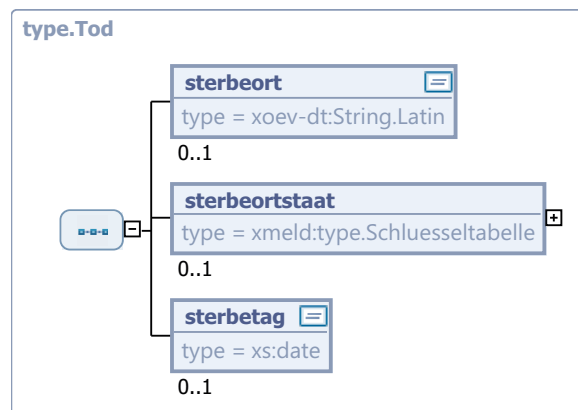 type.Tod
sterbeort
type = xoev-dt:String.Latin
0..1
sterbeortstaat
type = xmeld:type.Schluesseltabelle
0..1
sterbetag
type = xs:date
0..1